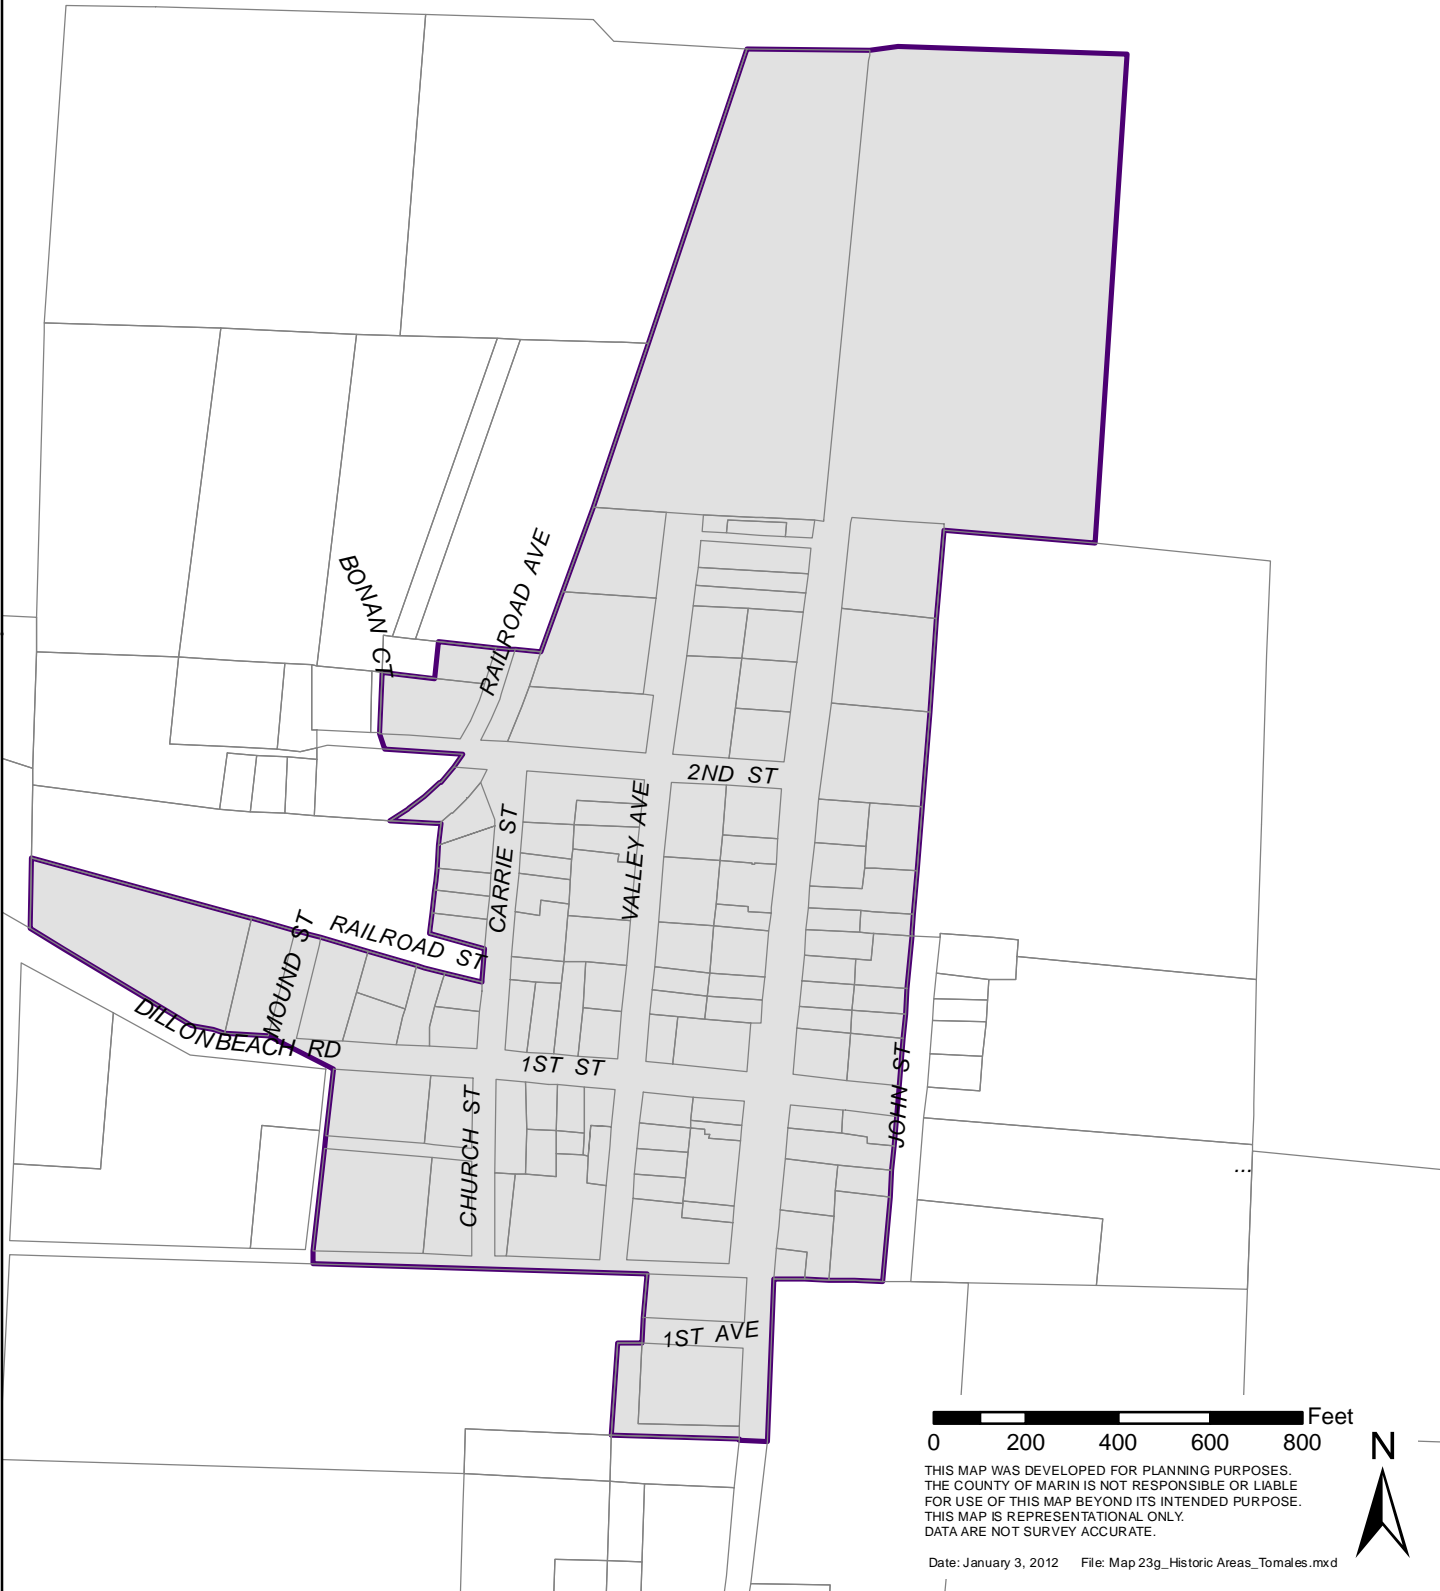 RAILROAD AVE
BONAN CT
2ND ST
VALLEY AVE
CARRIE ST
MOUND ST
RAILROAD ST
DILLON BEACH RD
1ST ST
JOHN ST
CHURCH ST
...
1ST AVE
Feet
0 200 400 600 800
N
THIS MAP WAS DEVELOPED FOR PLANNING PURPOSES.
THE COUNTY OF MARIN IS NOT RESPONSIBLE OR LIABLE
FOR USE OF THIS MAP BEYOND ITS INTENDED PURPOSE.
THIS MAP IS REPRESENTATIONAL ONLY.
DATA ARE NOT SURVEY ACCURATE.
Date: January 3, 2012 File: Map 23g_Historic Areas_Tomales.mxd